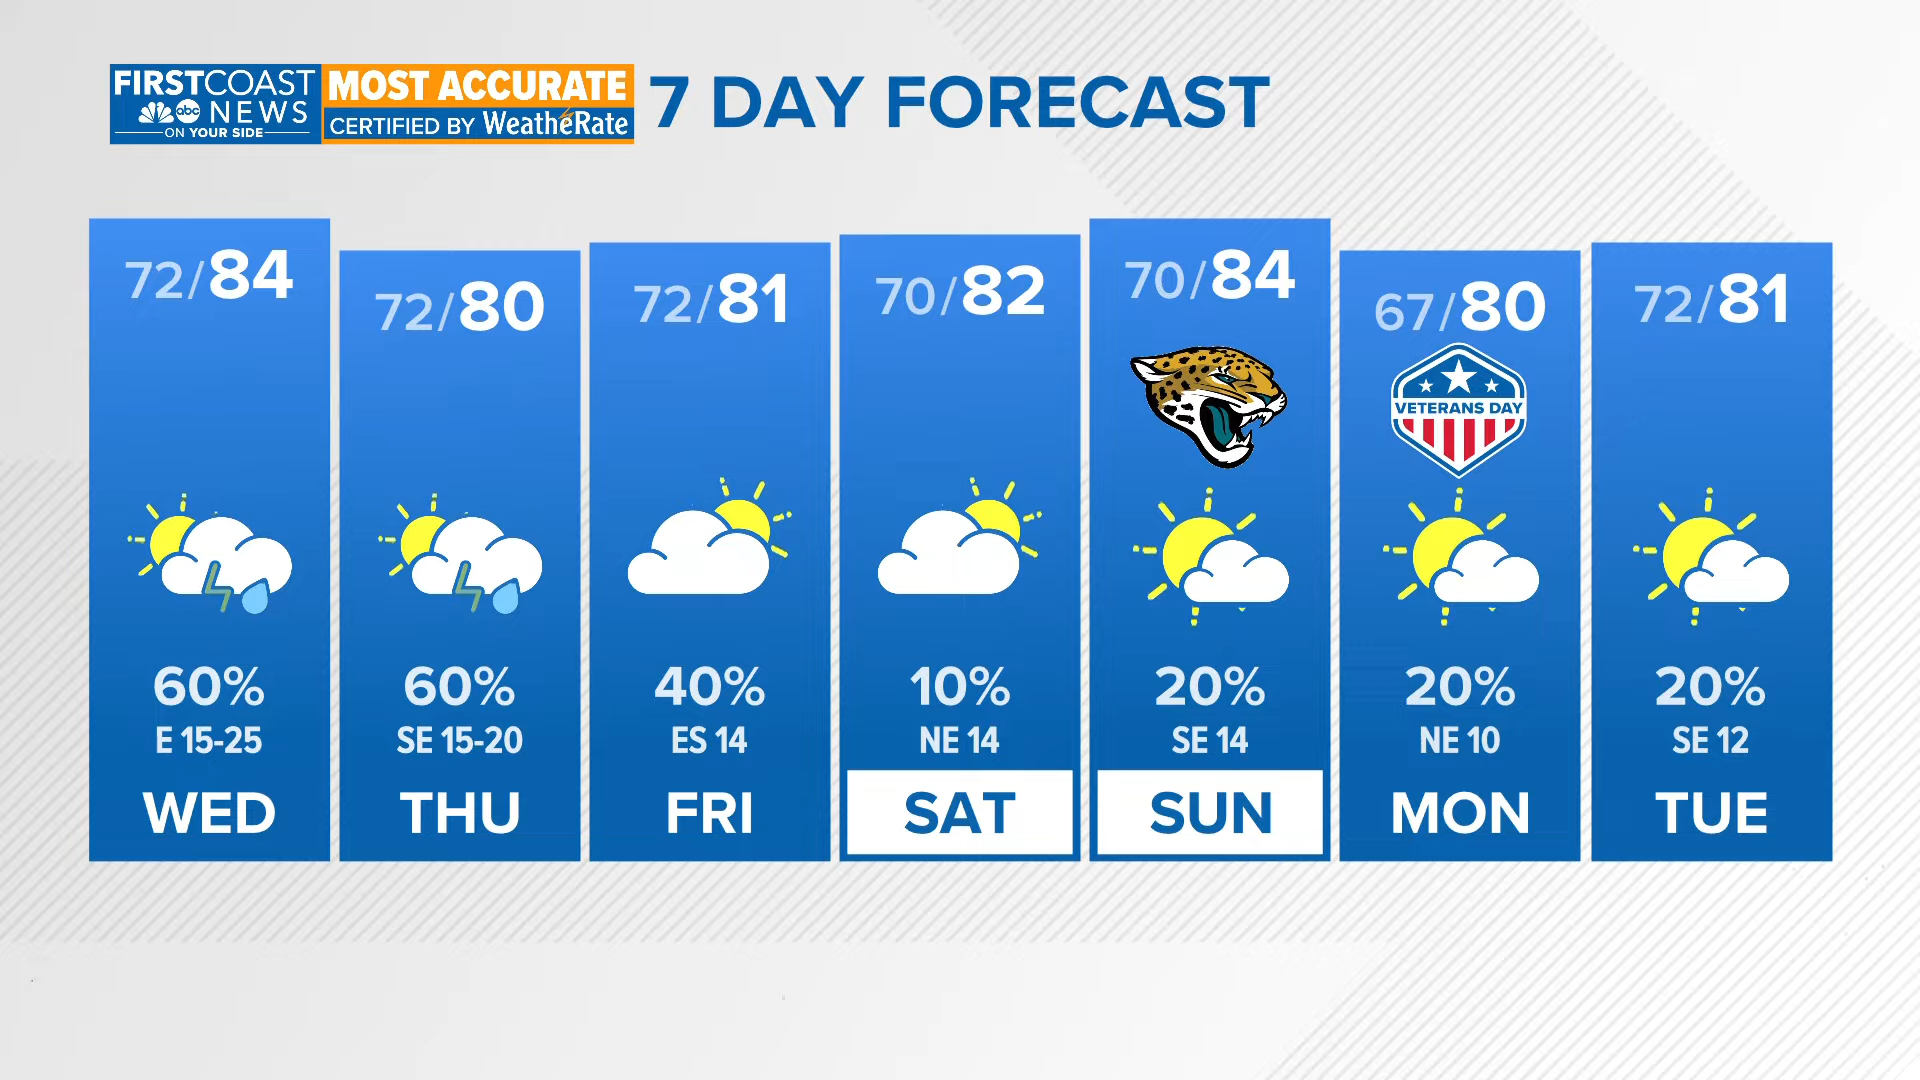 FIRSTCOAST
abc NEWS
ON YOUR SIDE
MOST ACCURATE
CERTIFIED BY WeatheRate
7 DAY FORECAST
72/84
60%
E 15-25
WED
72/80
60%
SE 15-20
THU
72/81
40%
ES 14
FRI
70/82
10%
NE 14
SAT
70/84
20%
SE 14
SUN
67/80
VETERANS DAY
20%
NE 10
MON
72/81
20%
SE 12
TUE